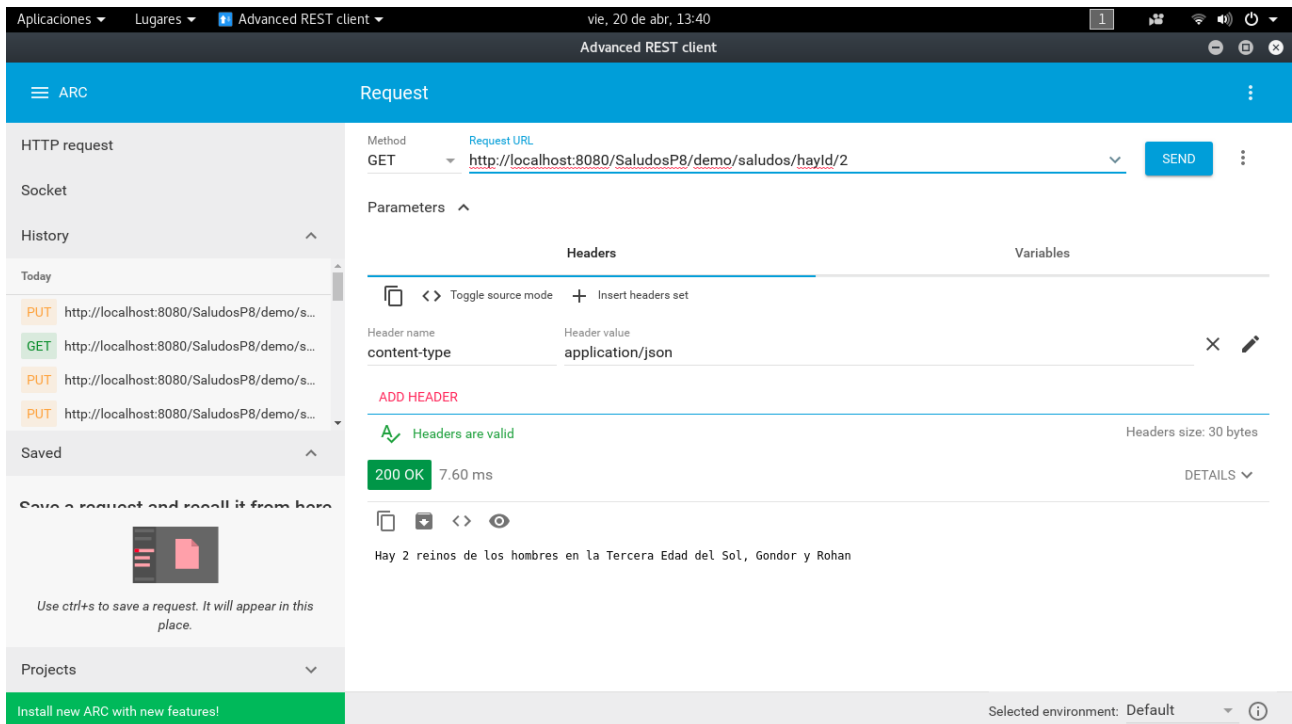 Aplicaciones Lugares Advanced REST client vie, 20 de abr, 13:40 1
Advanced REST client
ARC
Request
HTTP request
Socket
History
Today
PUT http://localhost:8080/SaludosP8/demo/s...
GET http://localhost:8080/SaludosP8/demo/s...
PUT http://localhost:8080/SaludosP8/demo/s...
PUT http://localhost:8080/SaludosP8/demo/s...
Saved
Save a request and recall it from here
Use ctrl+s to save a request. It will appear in this
place.
Projects
Install new ARC with new features!
Method Request URL
GET http://localhost:8080/SaludosP8/demo/saludos/hayId/2 SEND
Parameters
Headers Variables
Toggle source mode Insert headers set
Header name Header value
content-type application/json
ADD HEADER
Headers are valid Headers size: 30 bytes
200 OK 7.60 ms DETAILS
Hay 2 reinos de los hombres en la Tercera Edad del Sol, Gondor y Rohan
Selected environment: Default